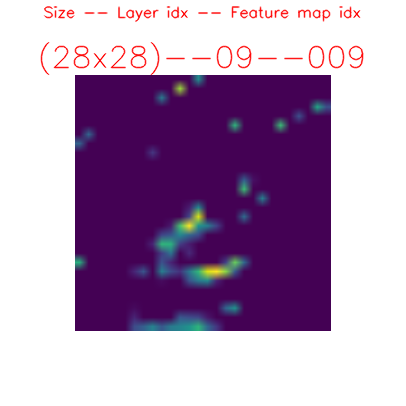 Size -- Layer idx -- Feature map idx
(28x28)--09--009